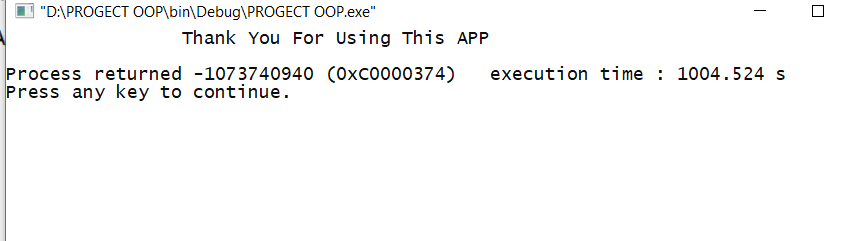 "D:\PROGECT OOP\bin\Debug\PROGECT OOP.exe"
Thank You For Using This APP
Process returned -1073740940 (0xC0000374)   execution time : 1004.524 s
Press any key to continue.